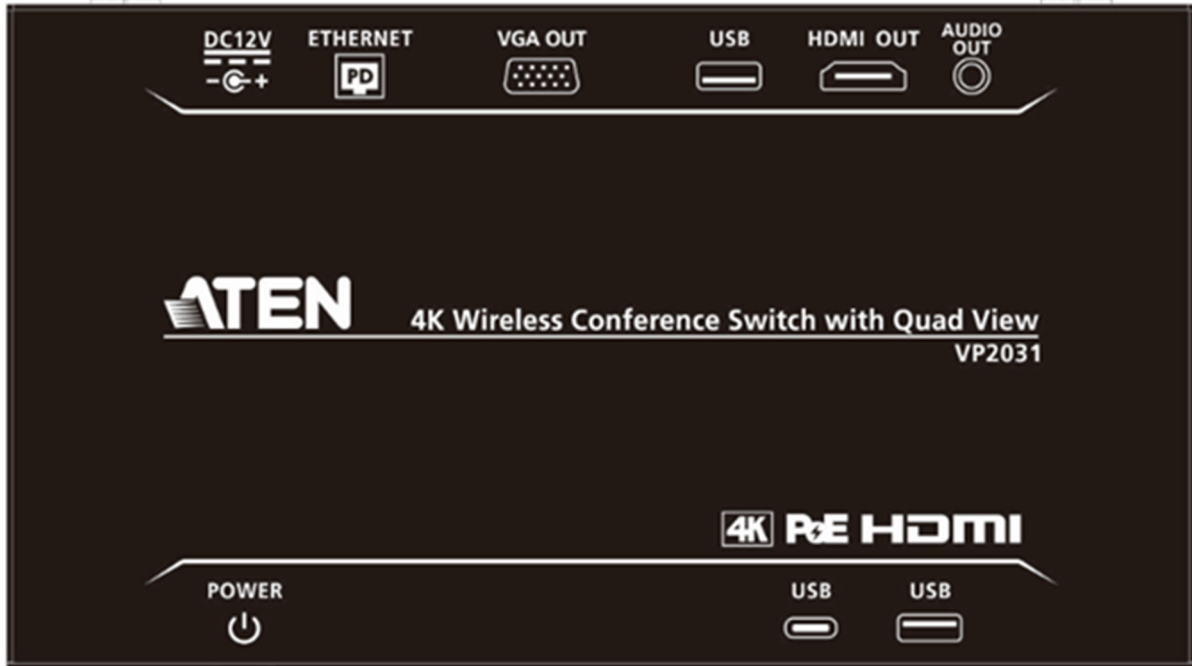 DC12V ETHERNET VGA OUT USB HDMI OUT AUDIO OUT
PD
ATEN 4K Wireless Conference Switch with Quad View
VP2031
4K PoE HDMI
POWER USB USB